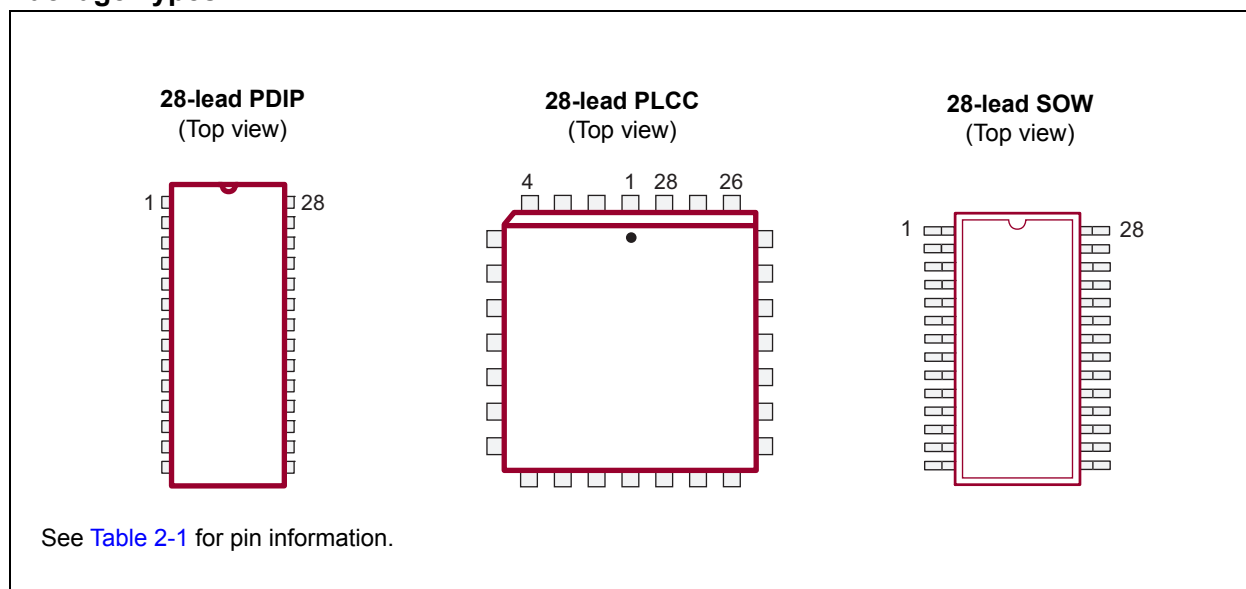 28-lead PDIP
(Top view)
1
28
28-lead PLCC
(Top view)
4 1 28 26
28-lead SOW
(Top view)
1
28
See Table 2-1 for pin information.